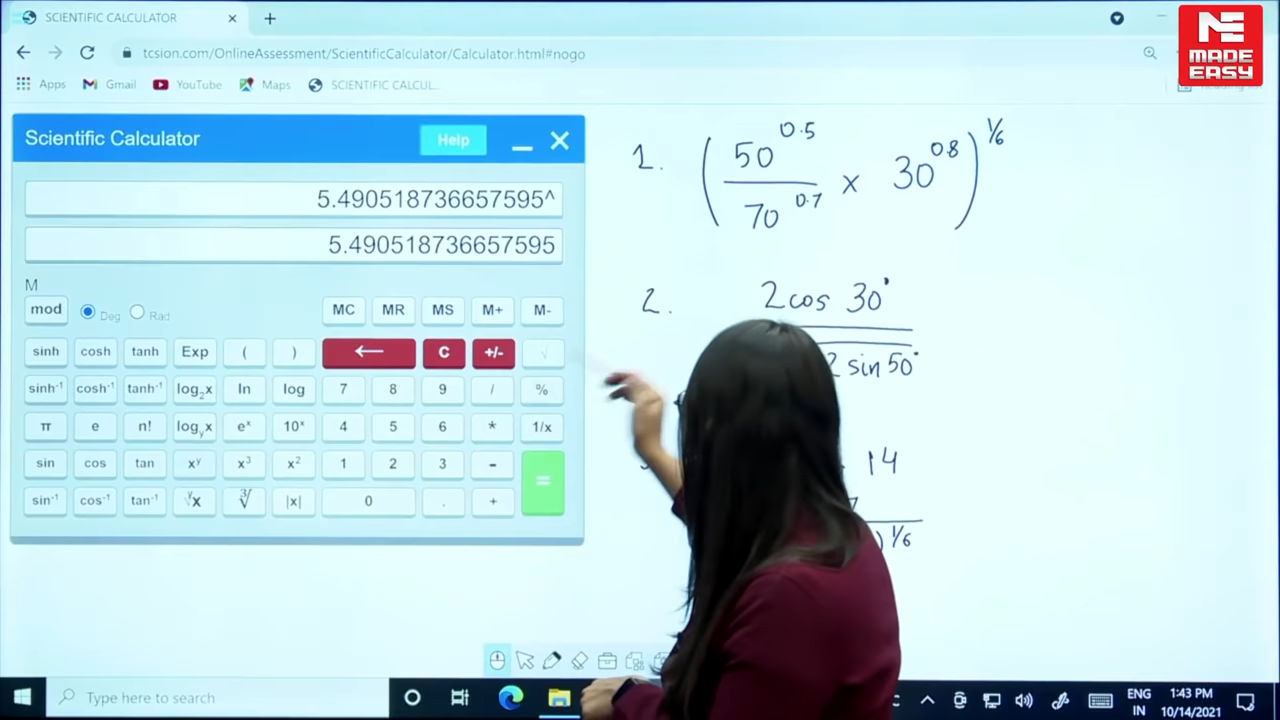 SCIENTIFIC CALCULATOR
tcsion.com/OnlineAssessment/ScientificCalculator/Calculator.html#nogo
Apps Gmail YouTube Maps SCIENTIFIC CALCUL..
ME
MADE
EASY
Scientific Calculator Help
5.490518736657595^
5.490518736657595
M
mod Deg Rad MC MR MS M+ M-
sinh cosh tanh Exp ( ) ← C +/- √
sinh⁻¹ cosh⁻¹ tanh⁻¹ log₂x ln log 7 8 9 / %
π e n! logᵧx eˣ 10ˣ 4 5 6 * 1/x
sin cos tan xʸ x³ x² 1 2 3 - =
sin⁻¹ cos⁻¹ tan⁻¹ ʸ√x ³√ |x| 0 . +
1. (50^0.5 / 70^0.7 × 30^0.8)^1/6
2. 2cos 30°
2 sin 50°
14
7
)^1/6
Type here to search
ENG
IN
1:43 PM
10/14/2021